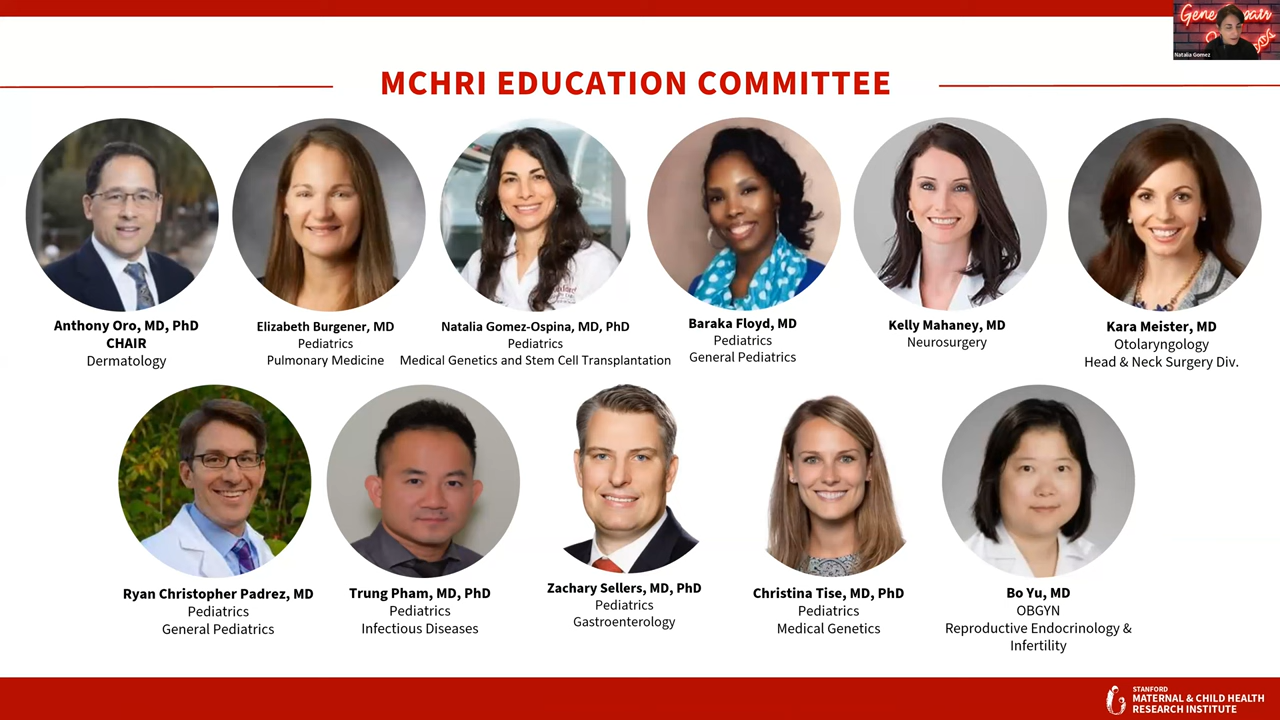 Gene
Natalia Gomez
MCHRI EDUCATION COMMITTEE
Anthony Oro, MD, PhD
CHAIR
Dermatology
Elizabeth Burgener, MD
Pediatrics
Pulmonary Medicine
Natalia Gomez-Ospina, MD, PhD
Pediatrics
Medical Genetics and Stem Cell Transplantation
Baraka Floyd, MD
Pediatrics
General Pediatrics
Kelly Mahaney, MD
Neurosurgery
Kara Meister, MD
Otolaryngology
Head & Neck Surgery Div.
Ryan Christopher Padrez, MD
Pediatrics
General Pediatrics
Trung Pham, MD, PhD
Pediatrics
Infectious Diseases
Zachary Sellers, MD, PhD
Pediatrics
Gastroenterology
Christina Tise, MD, PhD
Pediatrics
Medical Genetics
Bo Yu, MD
OBGYN
Reproductive Endocrinology &
Infertility
STANFORD
MATERNAL & CHILD HEALTH
RESEARCH INSTITUTE